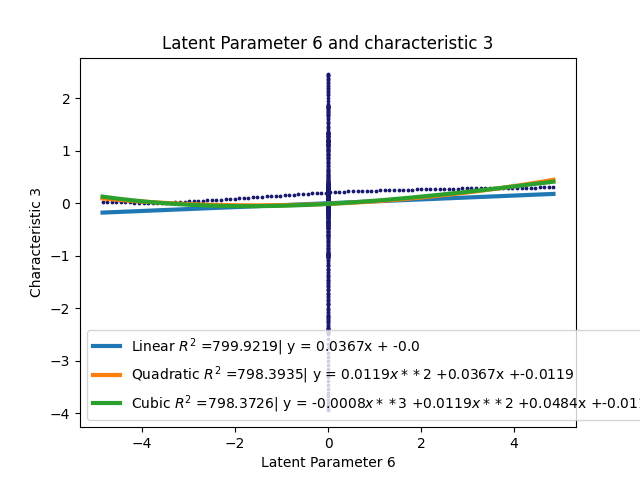 Latent Parameter 6 and characteristic 3
Characteristic 3
2
1
0
−1
−2
−3
−4
Linear R² =799.9219| y = 0.0367x + -0.0
Quadratic R² =798.3935| y = 0.0119x∗∗2 +0.0367x +-0.0119
Cubic R² =798.3726| y = -0.0008x∗∗3 +0.0119x∗∗2 +0.0484x +-0.01
−4 −2 0 2 4
Latent Parameter 6